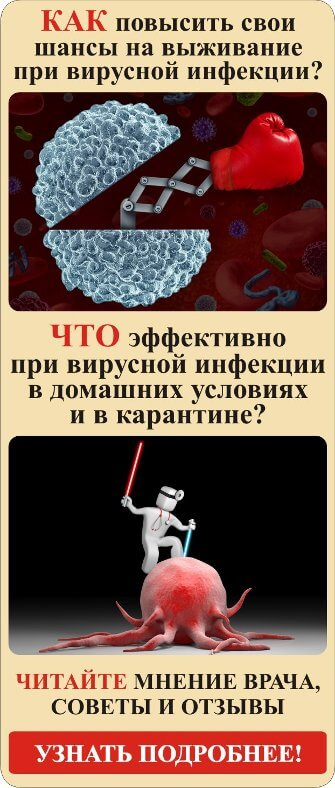 КАК повысить свои
шансы на выживание
при вирусной инфекции?
ЧТО эффективно
при вирусной инфекции
в домашних условиях
и в карантине?
ЧИТАЙТЕ МНЕНИЕ ВРАЧА,
СОВЕТЫ И ОТЗЫВЫ
УЗНАТЬ ПОДРОБНЕЕ!